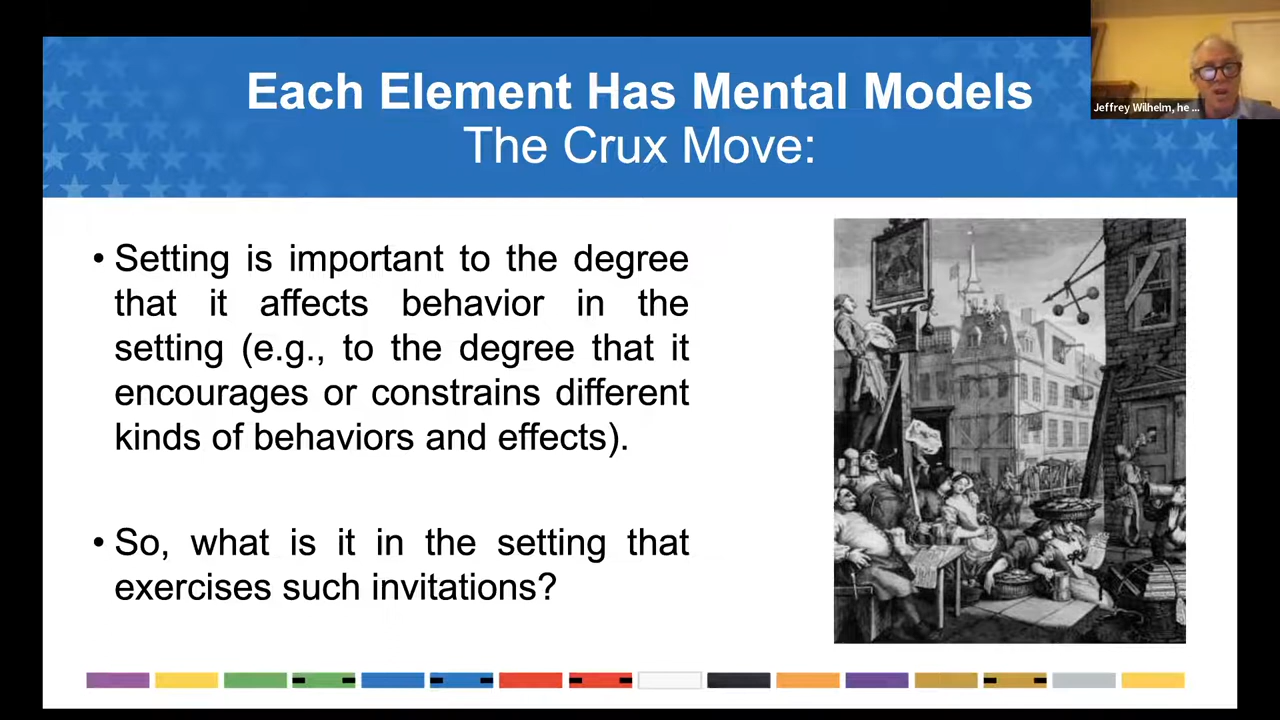 Each Element Has Mental Models
The Crux Move:
Jeffrey Wilhelm, he ...
• Setting is important to the degree
that it affects behavior in the
setting (e.g., to the degree that it
encourages or constrains different
kinds of behaviors and effects).
• So, what is it in the setting that
exercises such invitations?